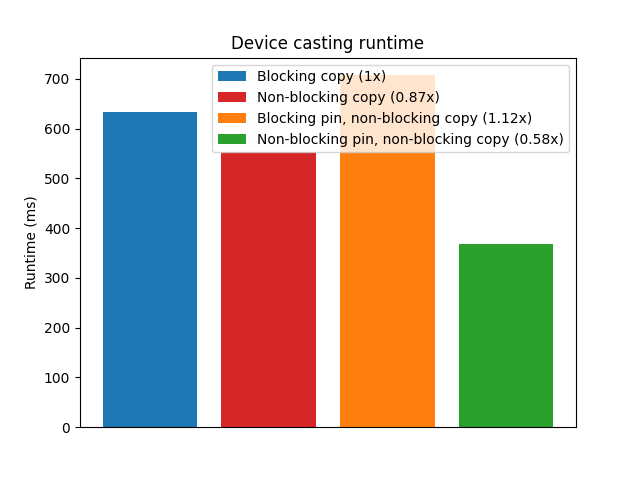 Device casting runtime
Runtime (ms)
700
600
500
400
300
200
100
0
Blocking copy (1x)
Non-blocking copy (0.87x)
Blocking pin, non-blocking copy (1.12x)
Non-blocking pin, non-blocking copy (0.58x)